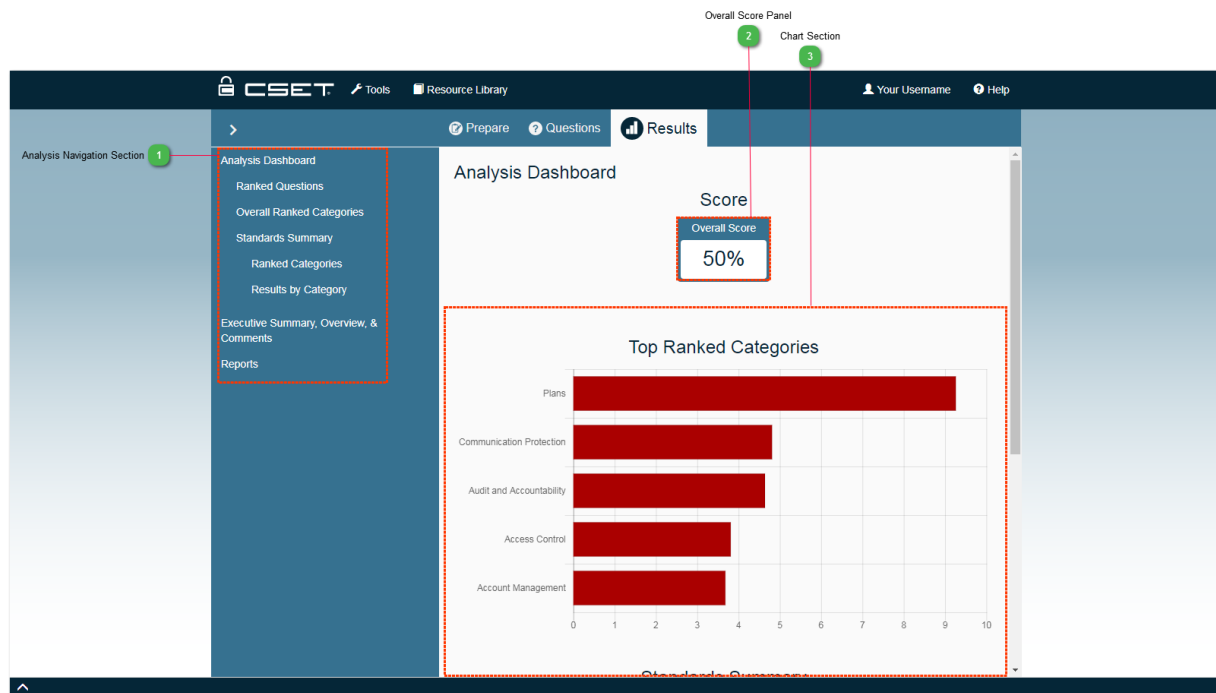 Overall Score Panel
2
Chart Section
3
CSET
Tools
Resource Library
Your Username
Help
Prepare
Questions
Results
Analysis Navigation Section
1
Analysis Dashboard
Ranked Questions
Overall Ranked Categories
Standards Summary
Ranked Categories
Results by Category
Executive Summary, Overview, &
Comments
Reports
Analysis Dashboard
Score
Overall Score
50%
Top Ranked Categories
Plans
Communication Protection
Audit and Accountability
Access Control
Account Management
0 1 2 3 4 5 6 7 8 9 10
Standards Summary